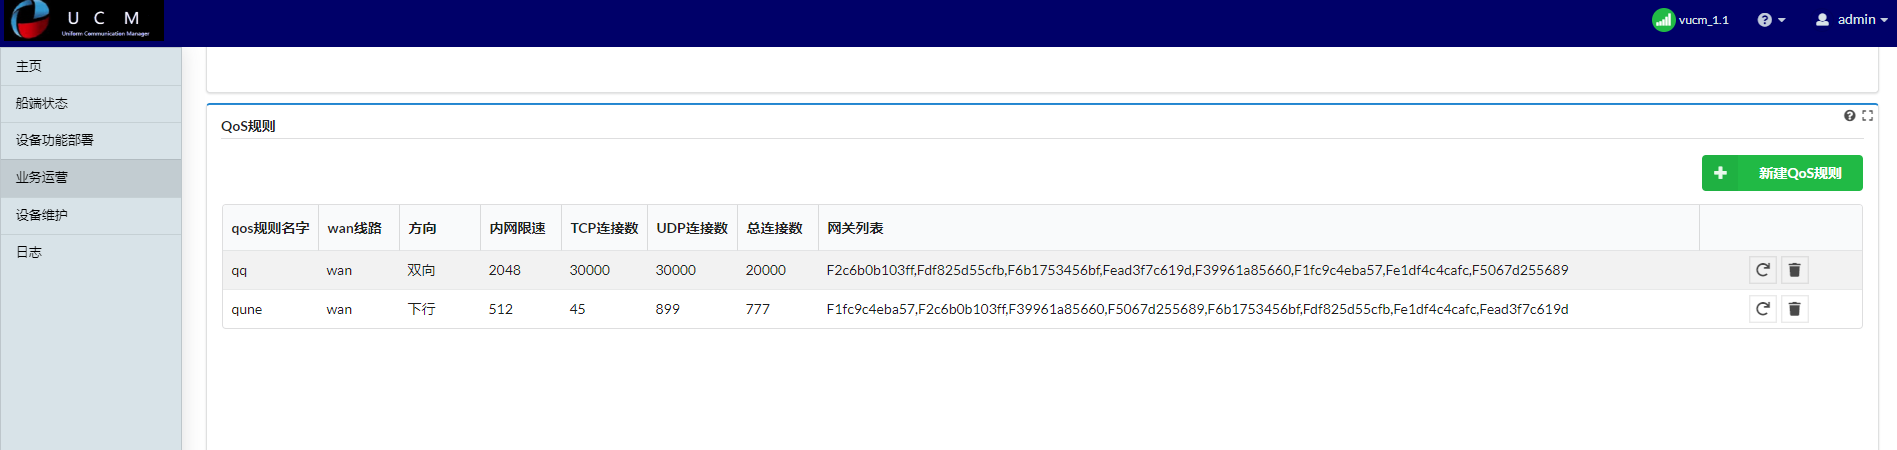 UCM
Uniform Communication Manager
vucm_1.1
admin
主页
船端状态
设备功能部署
业务运营
设备维护
日志
QoS规则
新建QoS规则
qos规则名字 wan线路 方向 内网限速 TCP连接数 UDP连接数 总连接数 网关列表
qq wan 双向 2048 30000 30000 20000 F2c6b0b103ff,Fdf825d55cfb,F6b1753456bf,Fead3f7c619d,F39961a85660,F1fc9c4eba57,Fe1df4c4cafc,F5067d255689
qune wan 下行 512 45 899 777 F1fc9c4eba57,F2c6b0b103ff,F39961a85660,F5067d255689,F6b1753456bf,Fdf825d55cfb,Fe1df4c4cafc,Fead3f7c619d